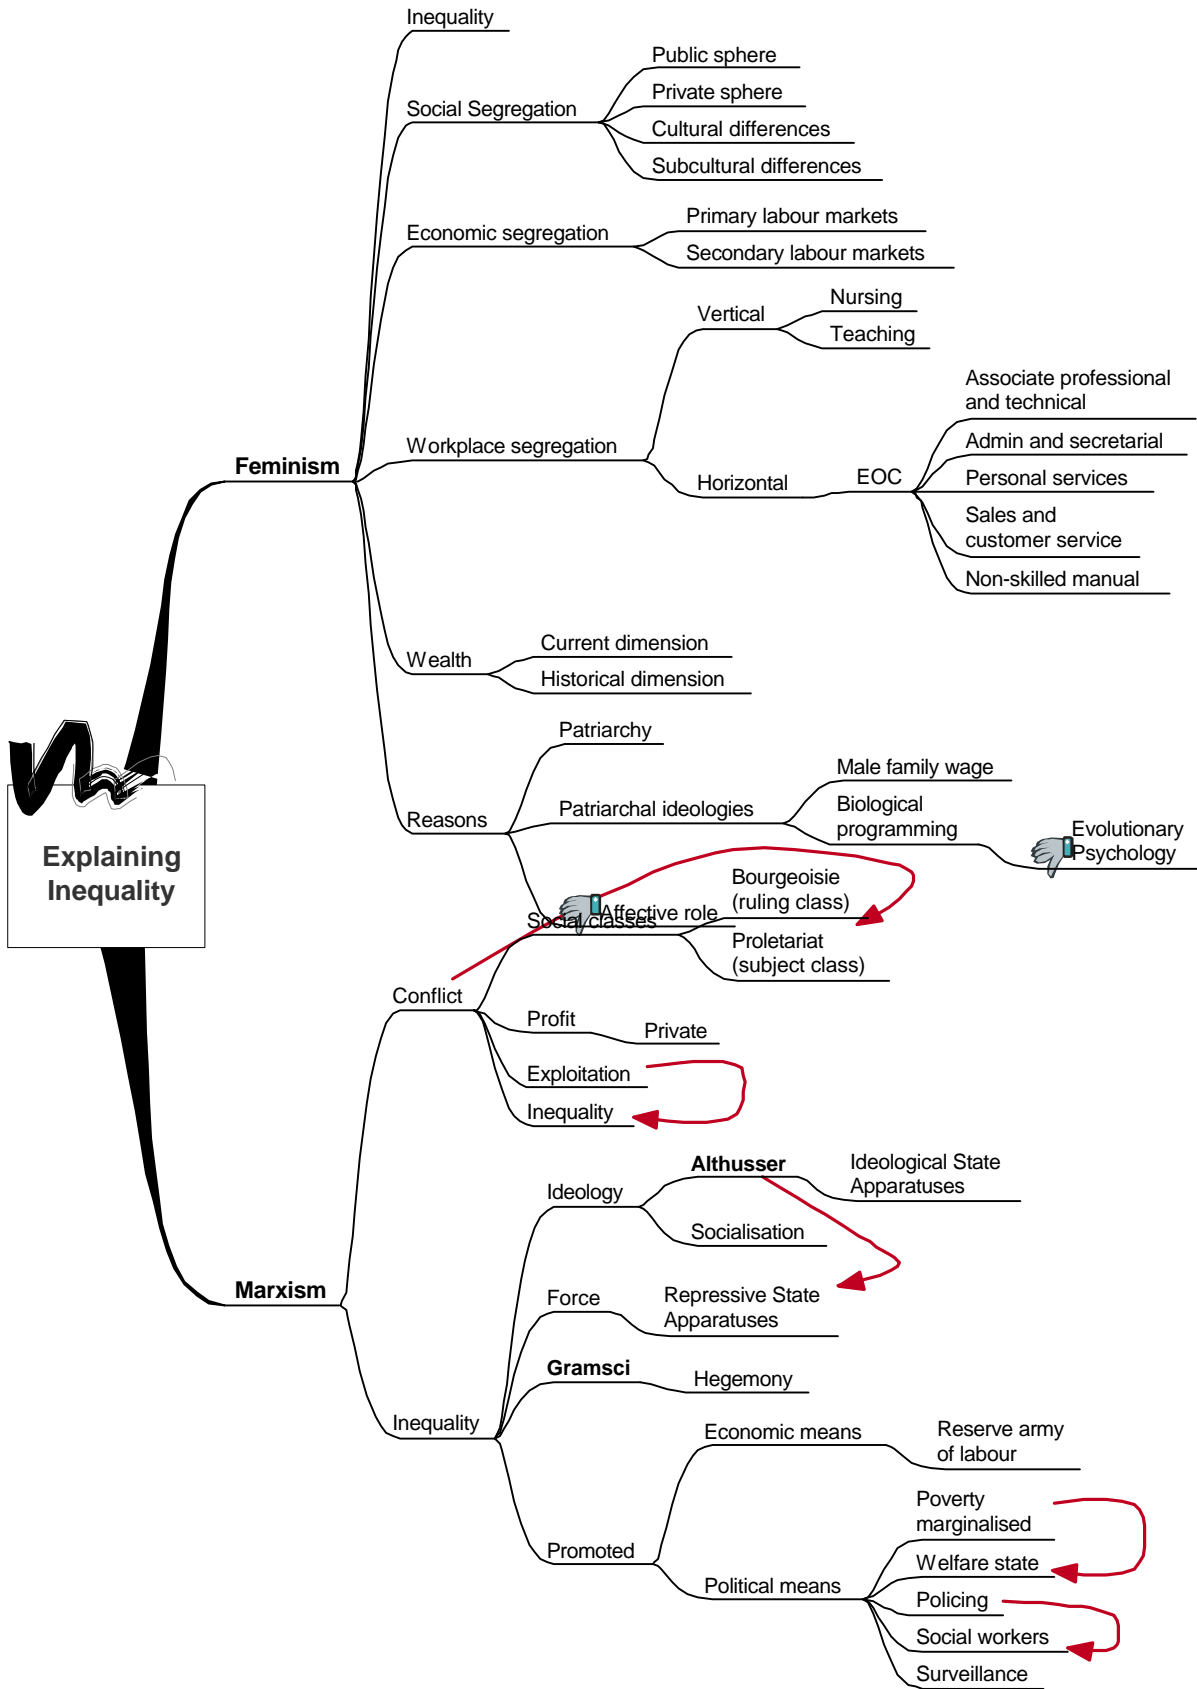 Explaining
Inequality
Feminism
Inequality
Social Segregation
Public sphere
Private sphere
Cultural differences
Subcultural differences
Economic segregation
Primary labour markets
Secondary labour markets
Workplace segregation
Vertical
Nursing
Teaching
Horizontal
EOC
Associate professional
and technical
Admin and secretarial
Personal services
Sales and
customer service
Non-skilled manual
Wealth
Current dimension
Historical dimension
Reasons
Patriarchy
Patriarchal ideologies
Male family wage
Biological
programming
Evolutionary
Psychology
Affective role
Marxism
Conflict
Social classes
Bourgeoisie
(ruling class)
Proletariat
(subject class)
Profit
Private
Exploitation
Inequality
Inequality
Ideology
Althusser
Ideological State
Apparatuses
Socialisation
Force
Repressive State
Apparatuses
Gramsci
Hegemony
Promoted
Economic means
Reserve army
of labour
Political means
Poverty
marginalised
Welfare state
Policing
Social workers
Surveillance